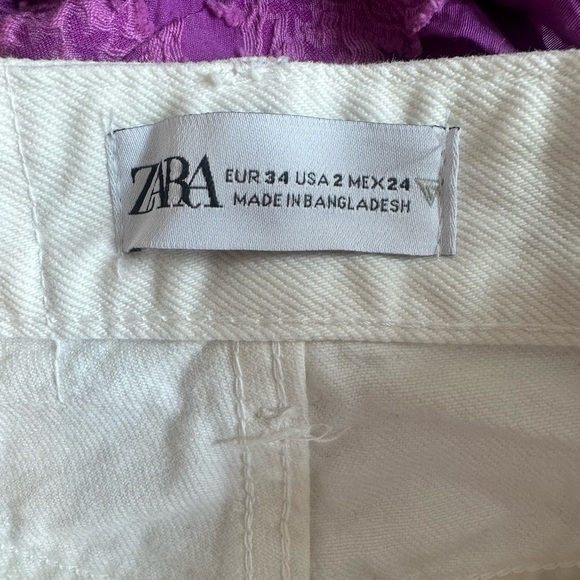 ZARA
EUR 34 USA 2 MEX 24
MADE IN BANGLADESH